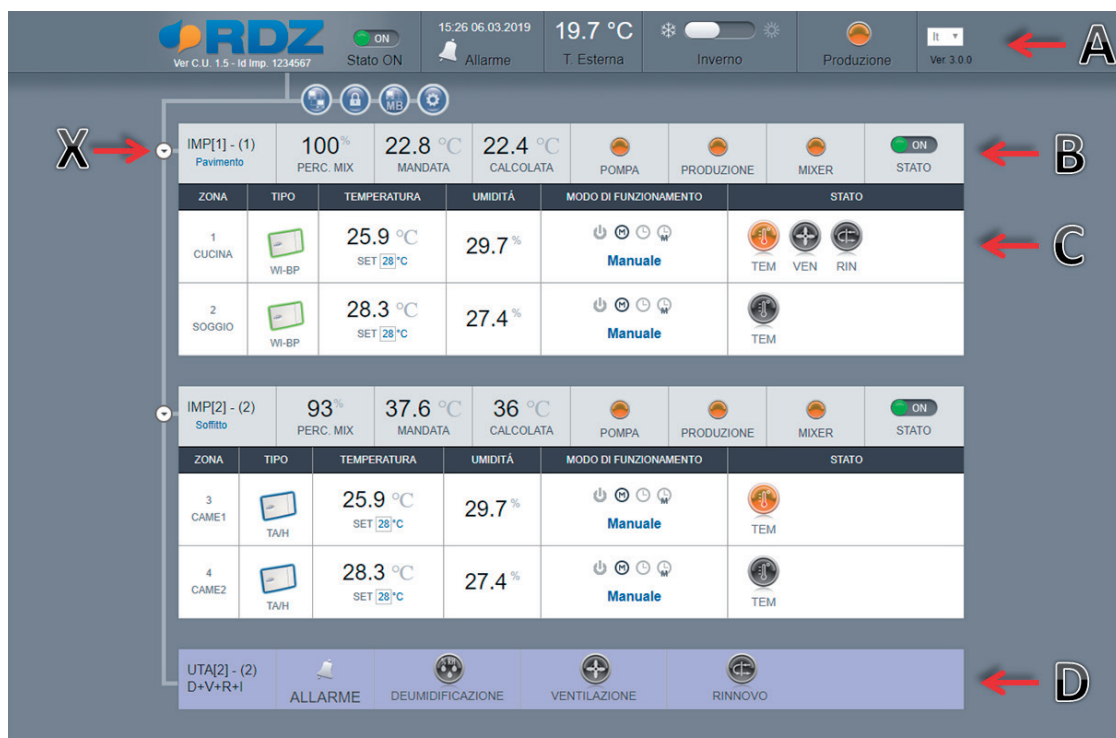 RDZ
Ver C.U. 1.5 - Id Imp. 1234567
ON
Stato ON
15:26 06.03.2019
Allarme
19.7 °C
T. Esterna
Inverno
Produzione
It
Ver 3.0.0
A
MB
X
IMP[1] - (1)
Pavimento
100%
PERC. MIX
22.8 °C
MANDATA
22.4 °C
CALCOLATA
POMPA
PRODUZIONE
MIXER
ON
STATO
B
ZONA TIPO TEMPERATURA UMIDITÁ MODO DI FUNZIONAMENTO STATO
1
CUCINA
WI-BP
25.9 °C
SET 28 °C
29.7 %
M M
Manuale
TEM VEN RIN
C
2
SOGGIO
WI-BP
28.3 °C
SET 28 °C
27.4 %
M M
Manuale
TEM
IMP[2] - (2)
Soffitto
93%
PERC. MIX
37.6 °C
MANDATA
36 °C
CALCOLATA
POMPA
PRODUZIONE
MIXER
ON
STATO
ZONA TIPO TEMPERATURA UMIDITÁ MODO DI FUNZIONAMENTO STATO
3
CAME1
TA/H
25.9 °C
SET 28 °C
29.7 %
M M
Manuale
TEM
4
CAME2
TA/H
28.3 °C
SET 28 °C
27.4 %
M M
Manuale
TEM
UTA[2] - (2)
D+V+R+I
ALLARME
DEUMIDIFICAZIONE
VENTILAZIONE
RINNOVO
D